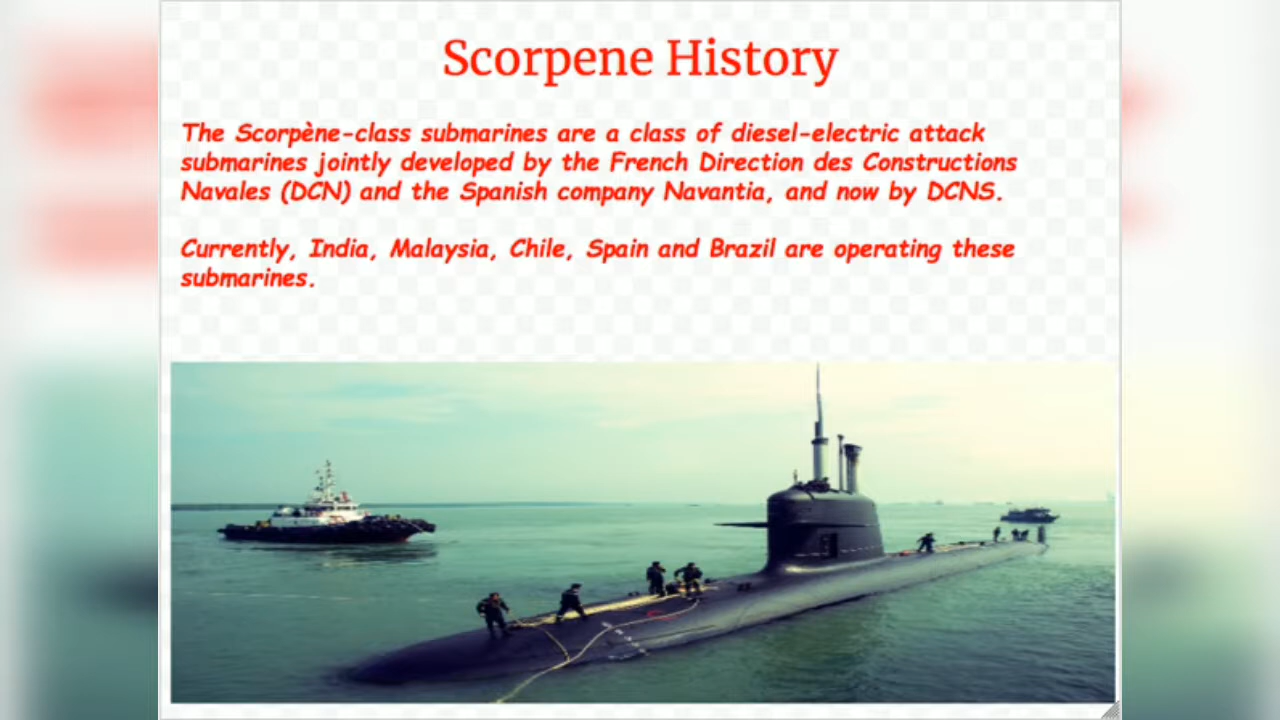 Scorpene History
The Scorpène-class submarines are a class of diesel-electric attack
submarines jointly developed by the French Direction des Constructions
Navales (DCN) and the Spanish company Navantia, and now by DCNS.
Currently, India, Malaysia, Chile, Spain and Brazil are operating these
submarines.